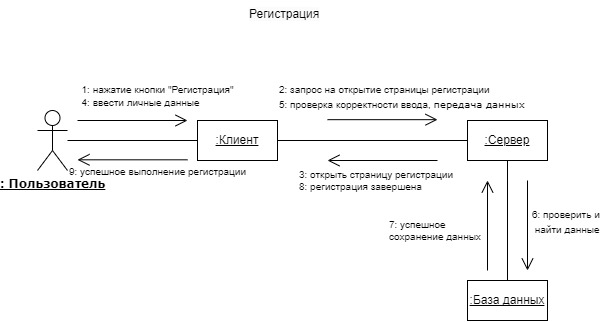 Регистрация
1: нажатие кнопки "Регистрация"
4: ввести личные данные
2: запрос на открытие страницы регистрации
5: проверка корректности ввода, передача данных
:Клиент
:Сервер
9: успешное выполнение регистрации
3: открыть страницу регистрации
8: регистрация завершена
: Пользователь
7: успешное
сохранение данных
6: проверить и
найти данные
:База данных